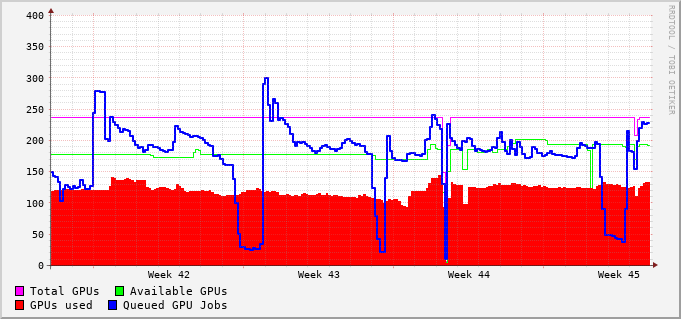 400
350
300
250
200
150
100
50
0
Week 42 Week 43 Week 44 Week 45
Total GPUs Available GPUs
GPUs used Queued GPU Jobs
RRDTOOL / TOBI OETIKER